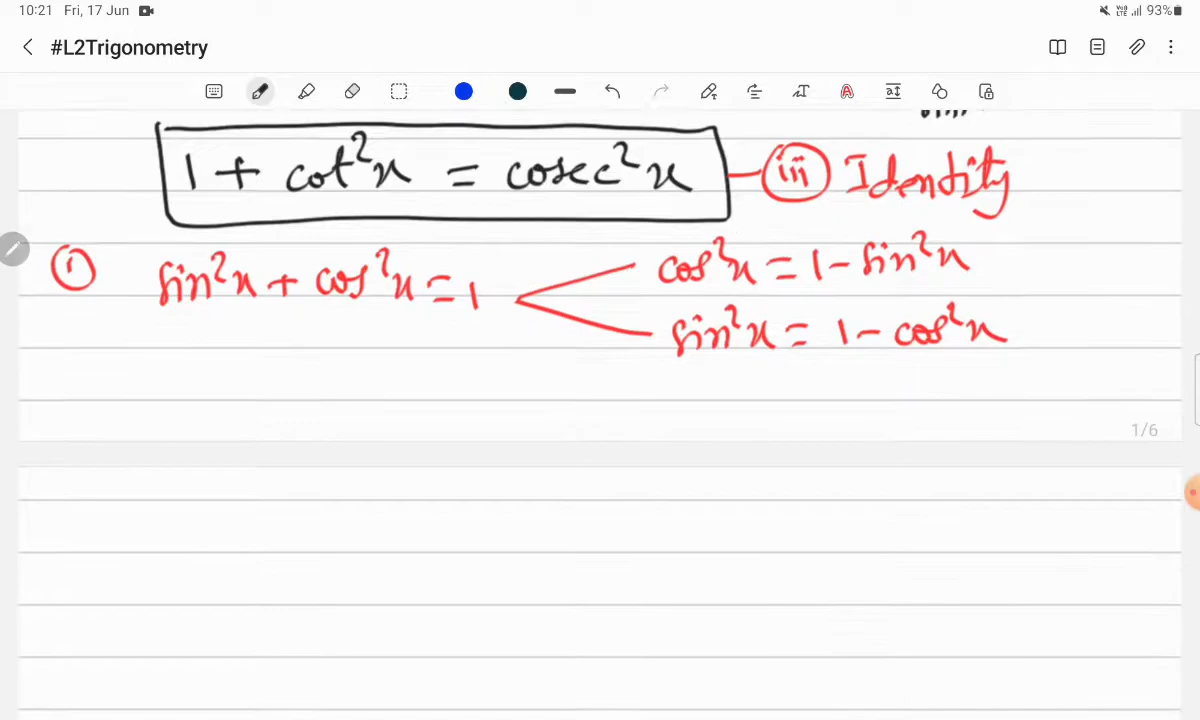 10:21 Fri, 17 Jun 93%
#L2Trigonometry
1 + cot²x = cosec²x — (iii) Identity
(i) sin²x + cos²x = 1
cos²x = 1 - sin²x
sin²x = 1 - cos²x
1/6